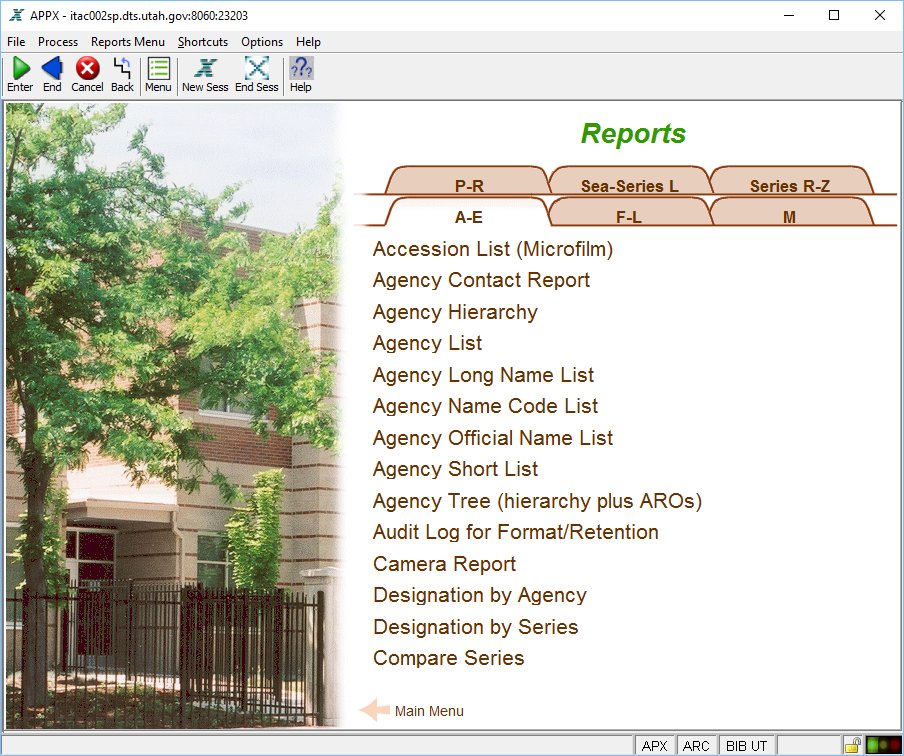 APPX - itac002sp.dts.utah.gov:8060:23203
File Process Reports Menu Shortcuts Options Help
Enter End Cancel Back Menu New Sess End Sess Help
Reports
P-R Sea-Series L Series R-Z
A-E F-L M
Accession List (Microfilm)
Agency Contact Report
Agency Hierarchy
Agency List
Agency Long Name List
Agency Name Code List
Agency Official Name List
Agency Short List
Agency Tree (hierarchy plus AROs)
Audit Log for Format/Retention
Camera Report
Designation by Agency
Designation by Series
Compare Series
Main Menu
APX ARC BIB UT